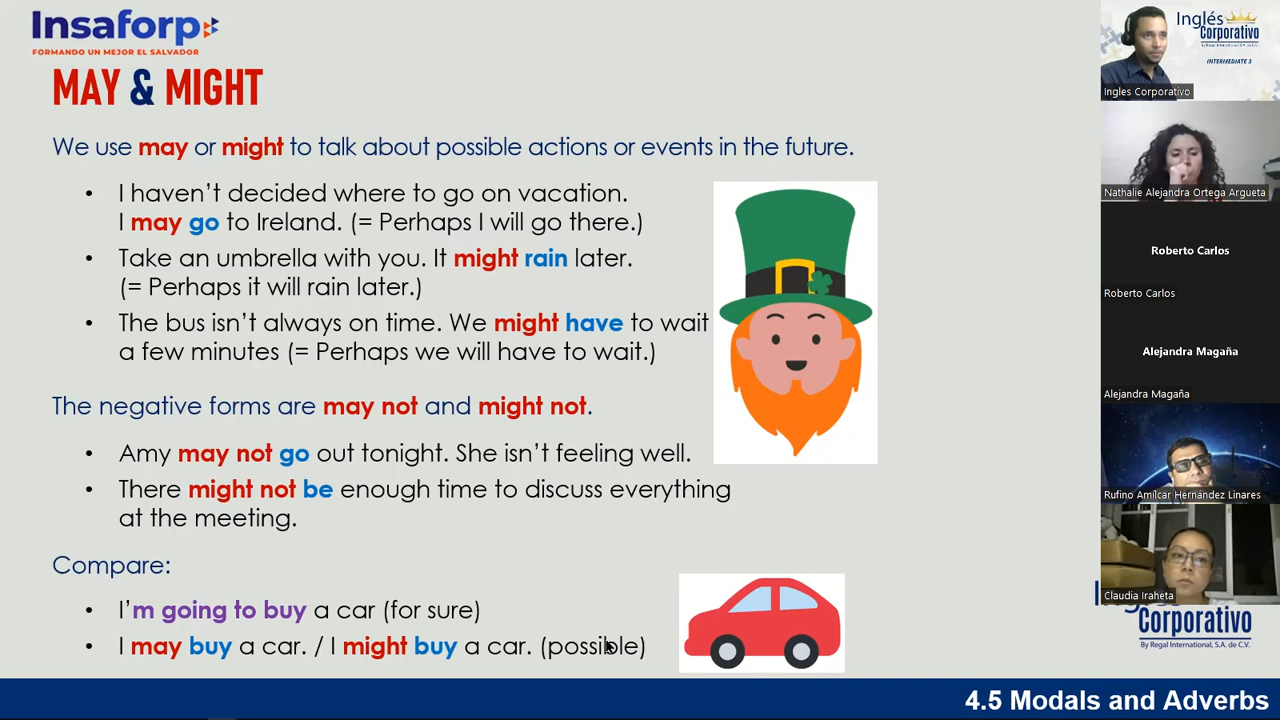 Insaforp
FORMANDO UN MEJOR EL SALVADOR
MAY & MIGHT
We use may or might to talk about possible actions or events in the future.
• I haven't decided where to go on vacation.
I may go to Ireland. (= Perhaps I will go there.)
• Take an umbrella with you. It might rain later.
(= Perhaps it will rain later.)
• The bus isn't always on time. We might have to wait
a few minutes (= Perhaps we will have to wait.)
The negative forms are may not and might not.
• Amy may not go out tonight. She isn't feeling well.
• There might not be enough time to discuss everything
at the meeting.
Compare:
• I'm going to buy a car (for sure)
• I may buy a car. / I might buy a car. (possible)
4.5 Modals and Adverbs
Inglés
Corporativo
By Regal International, S.A. de C.V.
INTERMEDIATE 3
Ingles Corporativo
Nathalie Alejandra Ortega Argueta
Roberto Carlos
Roberto Carlos
Alejandra Magaña
Alejandra Magaña
Rufino Amílcar Hernández Linares
Claudia Iraheta
Corporativo
By Regal International, S.A. de C.V.